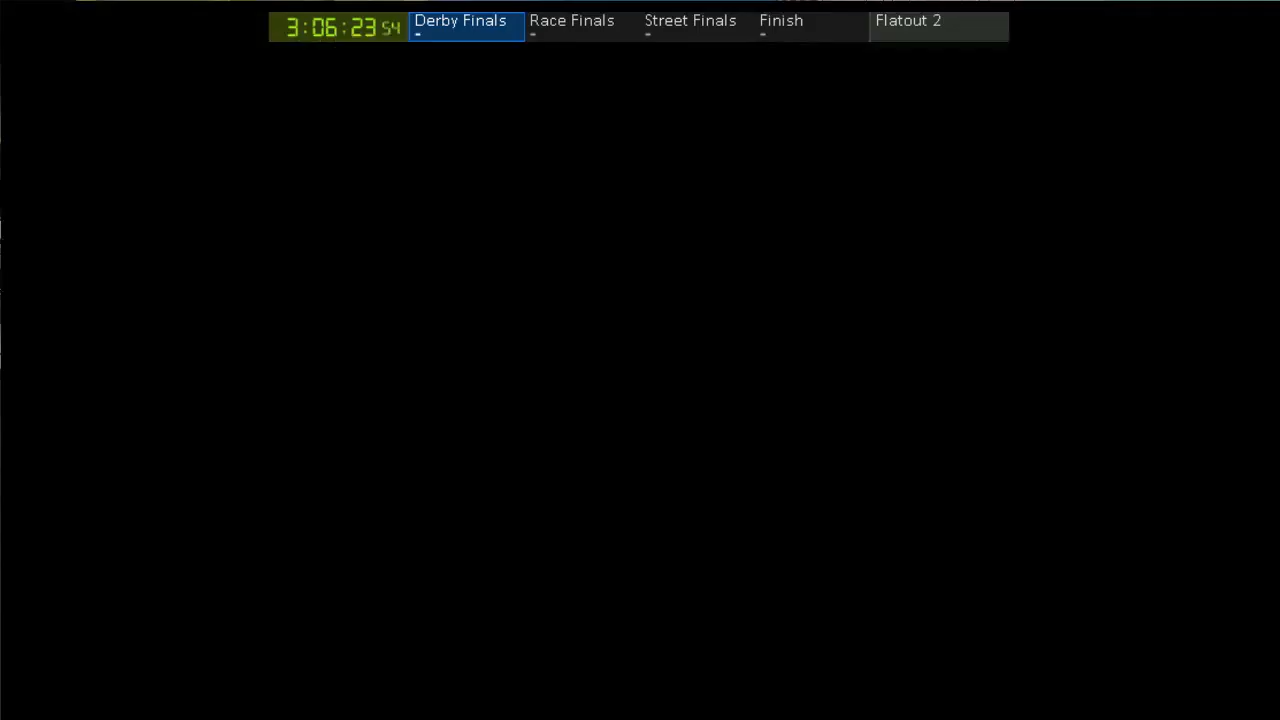 3:06:23 54
Derby Finals
-
Race Finals
-
Street Finals
-
Finish
-
Flatout 2